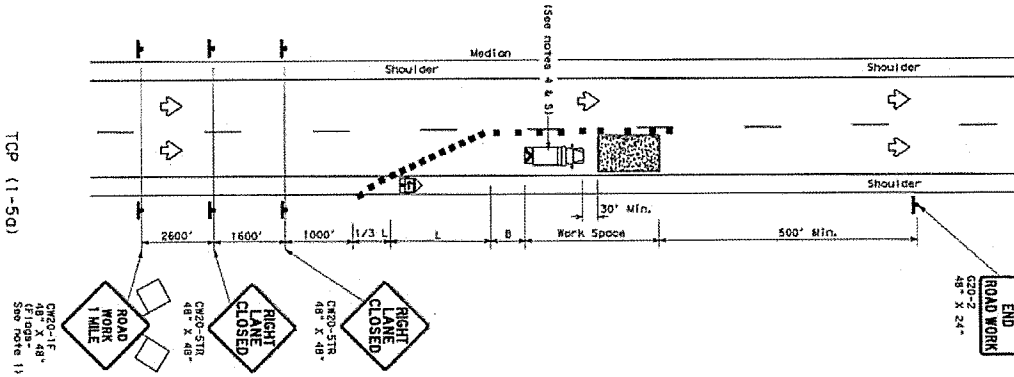 Median
Shoulder
Shoulder
(See notes 4 & 5)
Shoulder
30' Min.
2600'
1600'
1000'
1/3 L
L
B
Work Space
500' Min.
TCP (1-5a)
ROAD
WORK
1 MILE
CW20-1F
48" X 48"
(Flags-
See note 1)
RIGHT
LANE
CLOSED
CW20-5TR
48" X 48"
RIGHT
LANE
CLOSED
CW20-5TR
48" X 48"
END
ROAD WORK
G20-2
48" X 24"